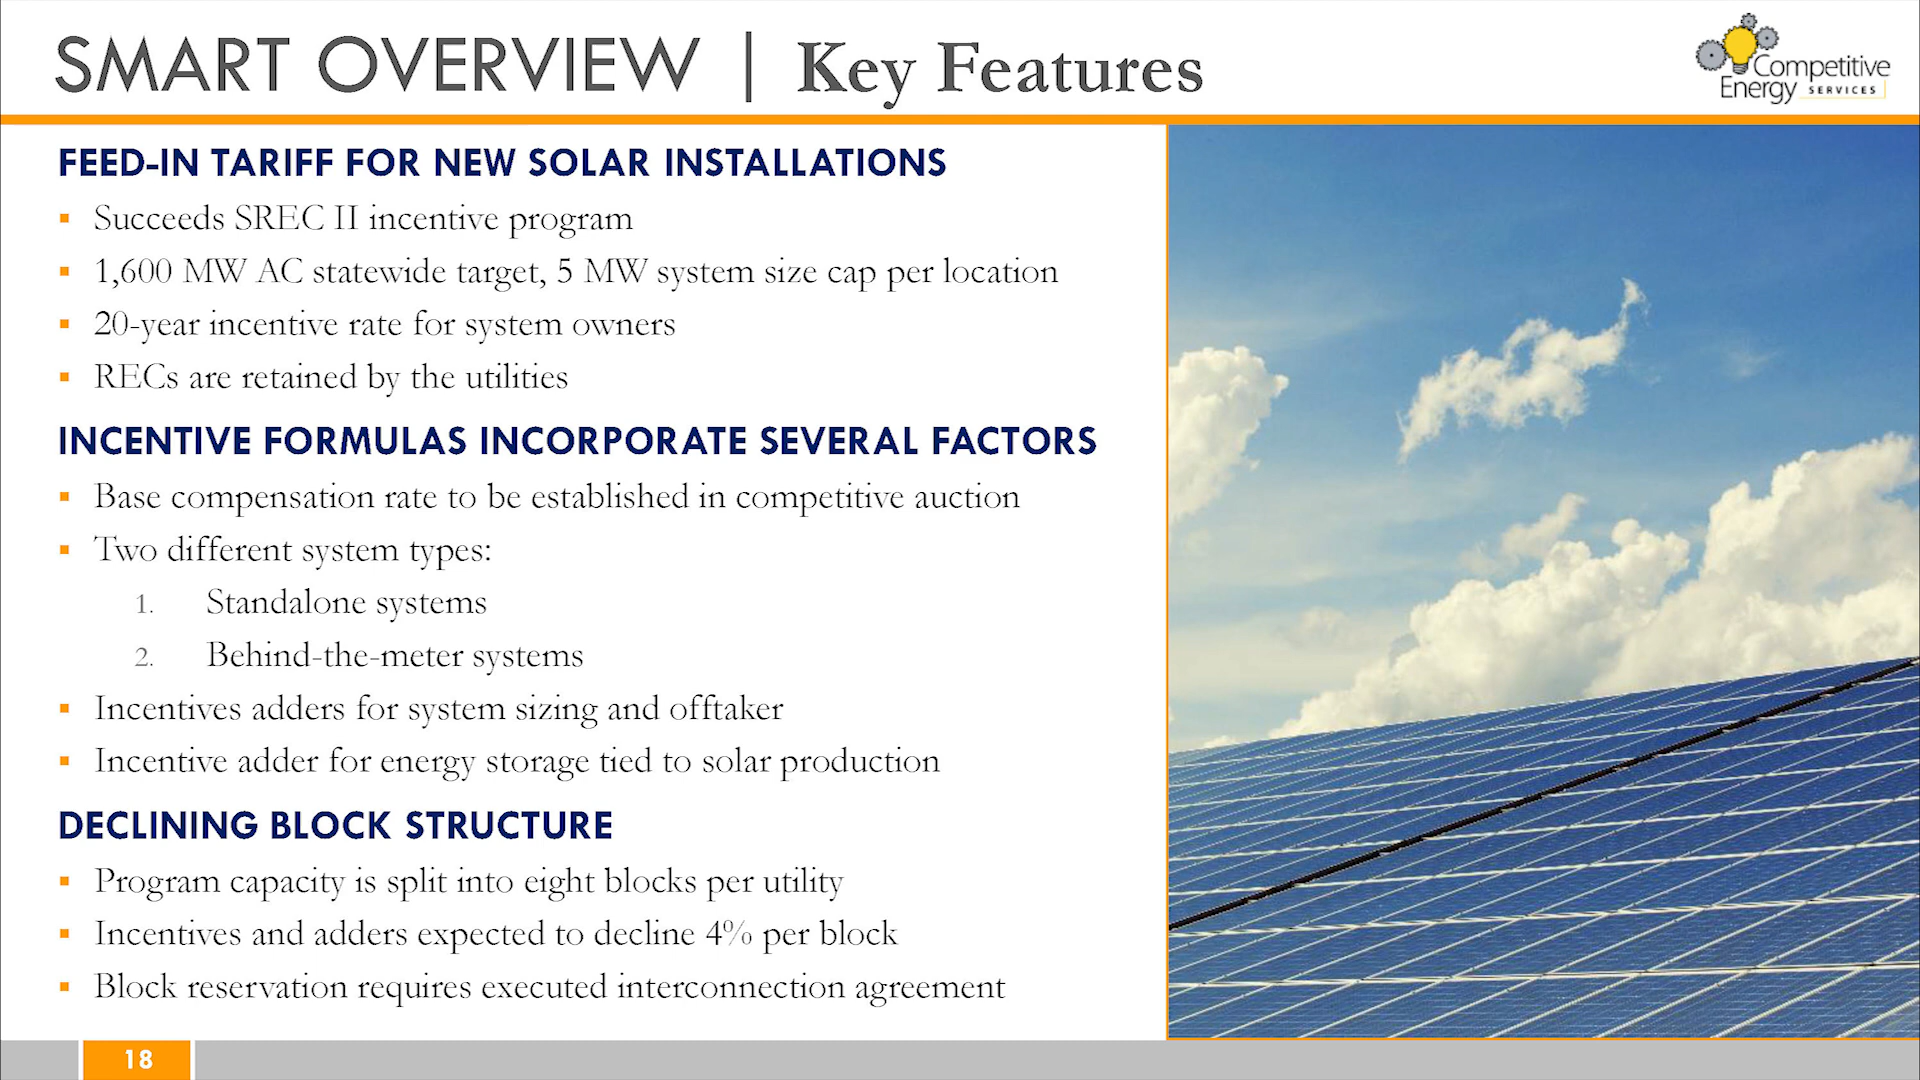 SMART OVERVIEW | Key Features
Competitive
Energy SERVICES
FEED-IN TARIFF FOR NEW SOLAR INSTALLATIONS
▪ Succeeds SREC II incentive program
▪ 1,600 MW AC statewide target, 5 MW system size cap per location
▪ 20-year incentive rate for system owners
▪ RECs are retained by the utilities
INCENTIVE FORMULAS INCORPORATE SEVERAL FACTORS
▪ Base compensation rate to be established in competitive auction
▪ Two different system types:
1. Standalone systems
2. Behind-the-meter systems
▪ Incentives adders for system sizing and offtaker
▪ Incentive adder for energy storage tied to solar production
DECLINING BLOCK STRUCTURE
▪ Program capacity is split into eight blocks per utility
▪ Incentives and adders expected to decline 4% per block
▪ Block reservation requires executed interconnection agreement
18